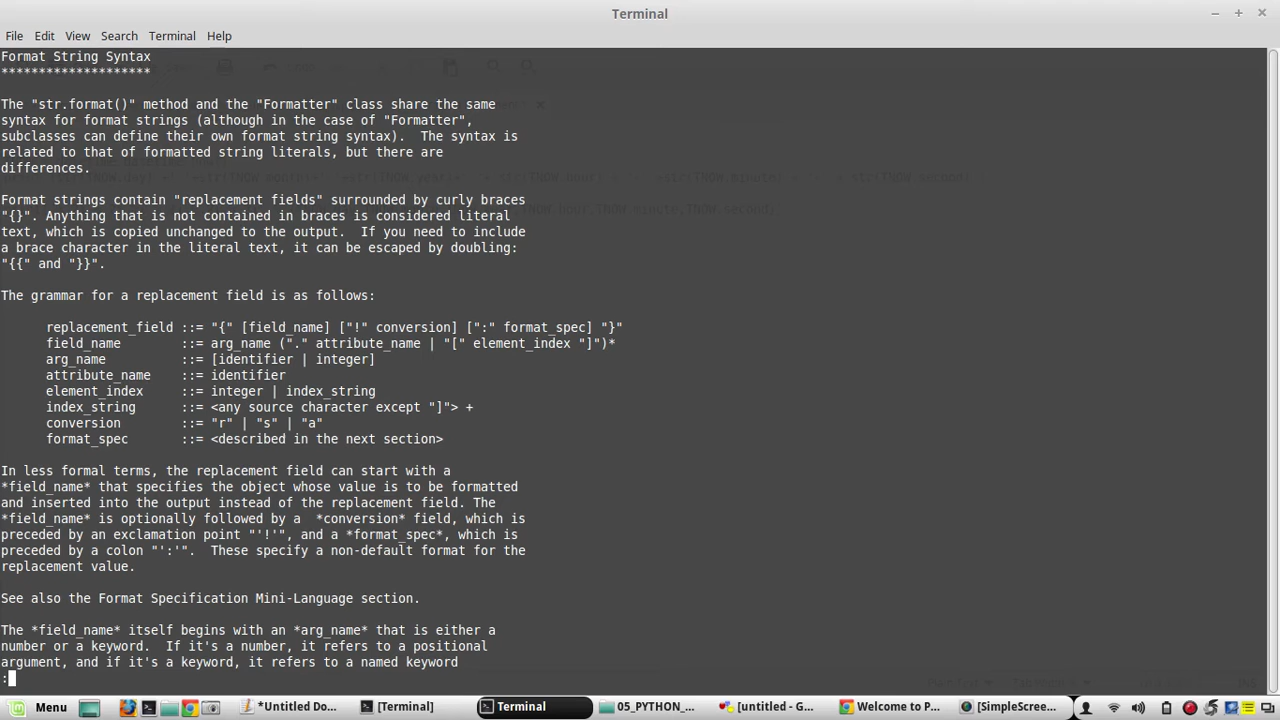 Terminal
File Edit View Search Terminal Help
Format String Syntax
********************
The "str.format()" method and the "Formatter" class share the same
syntax for format strings (although in the case of "Formatter",
subclasses can define their own format string syntax).  The syntax is
related to that of formatted string literals, but there are
differences.
Format strings contain "replacement fields" surrounded by curly braces
"{}". Anything that is not contained in braces is considered literal
text, which is copied unchanged to the output.  If you need to include
a brace character in the literal text, it can be escaped by doubling:
"{{" and "}}".
The grammar for a replacement field is as follows:
replacement_field ::= "{" [field_name] ["!" conversion] [":" format_spec] "}"
field_name        ::= arg_name ("." attribute_name | "[" element_index "]")*
arg_name          ::= [identifier | integer]
attribute_name    ::= identifier
element_index     ::= integer | index_string
index_string      ::= <any source character except "]"> +
conversion        ::= "r" | "s" | "a"
format_spec       ::= <described in the next section>
In less formal terms, the replacement field can start with a
*field_name* that specifies the object whose value is to be formatted
and inserted into the output instead of the replacement field. The
*field_name* is optionally followed by a  *conversion* field, which is
preceded by an exclamation point "'!'", and a *format_spec*, which is
preceded by a colon "':'".  These specify a non-default format for the
replacement value.
See also the Format Specification Mini-Language section.
The *field_name* itself begins with an *arg_name* that is either a
number or a keyword.  If it's a number, it refers to a positional
argument, and if it's a keyword, it refers to a named keyword
:
Menu *Untitled Do... [Terminal] Terminal 05_PYTHON_... [untitled - G... Welcome to P... [SimpleScree...